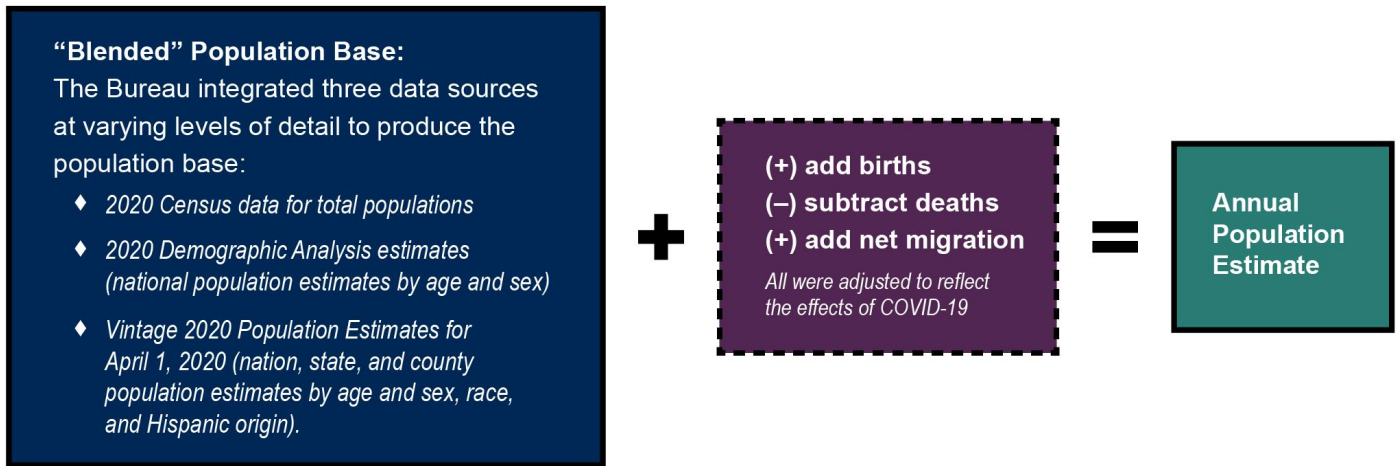 “Blended” Population Base:
The Bureau integrated three data sources
at varying levels of detail to produce the
population base:
♦ 2020 Census data for total populations
♦ 2020 Demographic Analysis estimates
(national population estimates by age and sex)
♦ Vintage 2020 Population Estimates for
April 1, 2020 (nation, state, and county
population estimates by age and sex, race,
and Hispanic origin).
+
(+) add births
(–) subtract deaths
(+) add net migration
All were adjusted to reflect
the effects of COVID-19
=
Annual
Population
Estimate